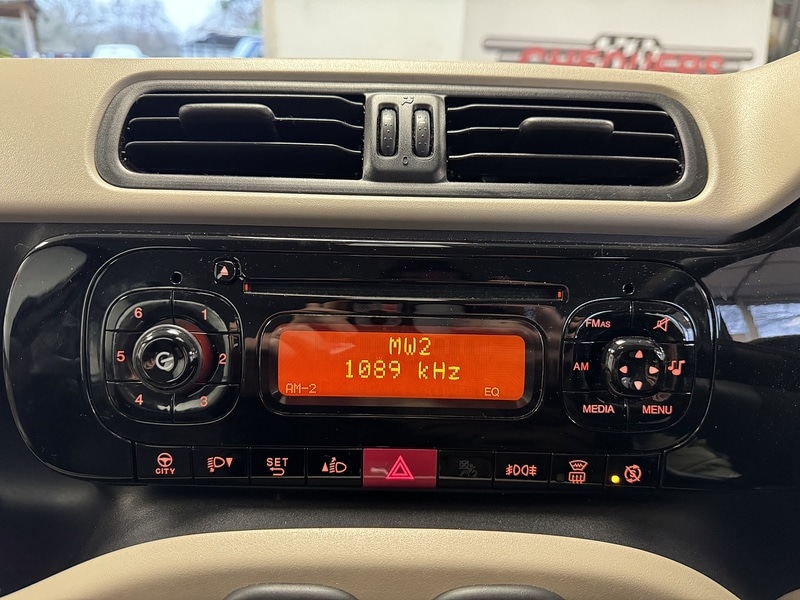 6 1
5 2
4 3
MW2
1089 kHz
AM-2 EQ
FMAS
AM
MEDIA MENU
CITY
SET